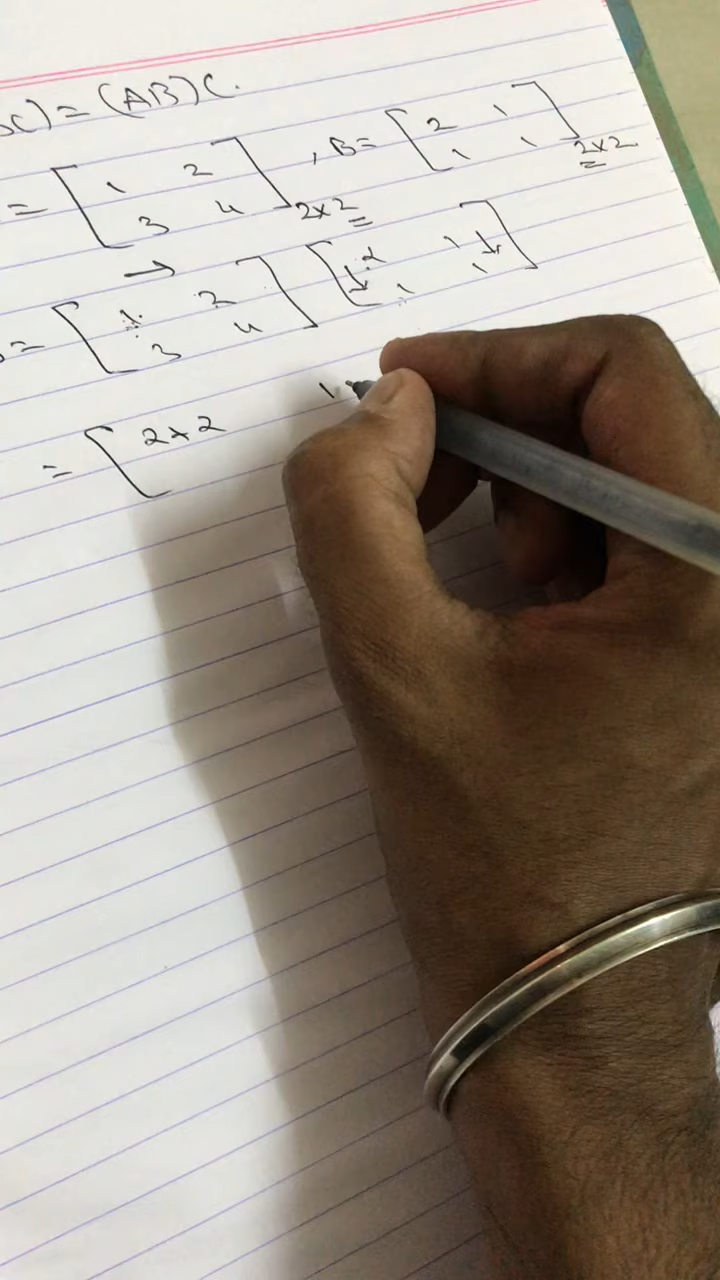 C) = (AB)C.
= [ 1 2 3 4 ] 2×2 , B = [ 2 1 1 1 ] 2×2
= [ 1 2 3 4 ] [ 2 1 1 1 ]
= [ 2+2 1